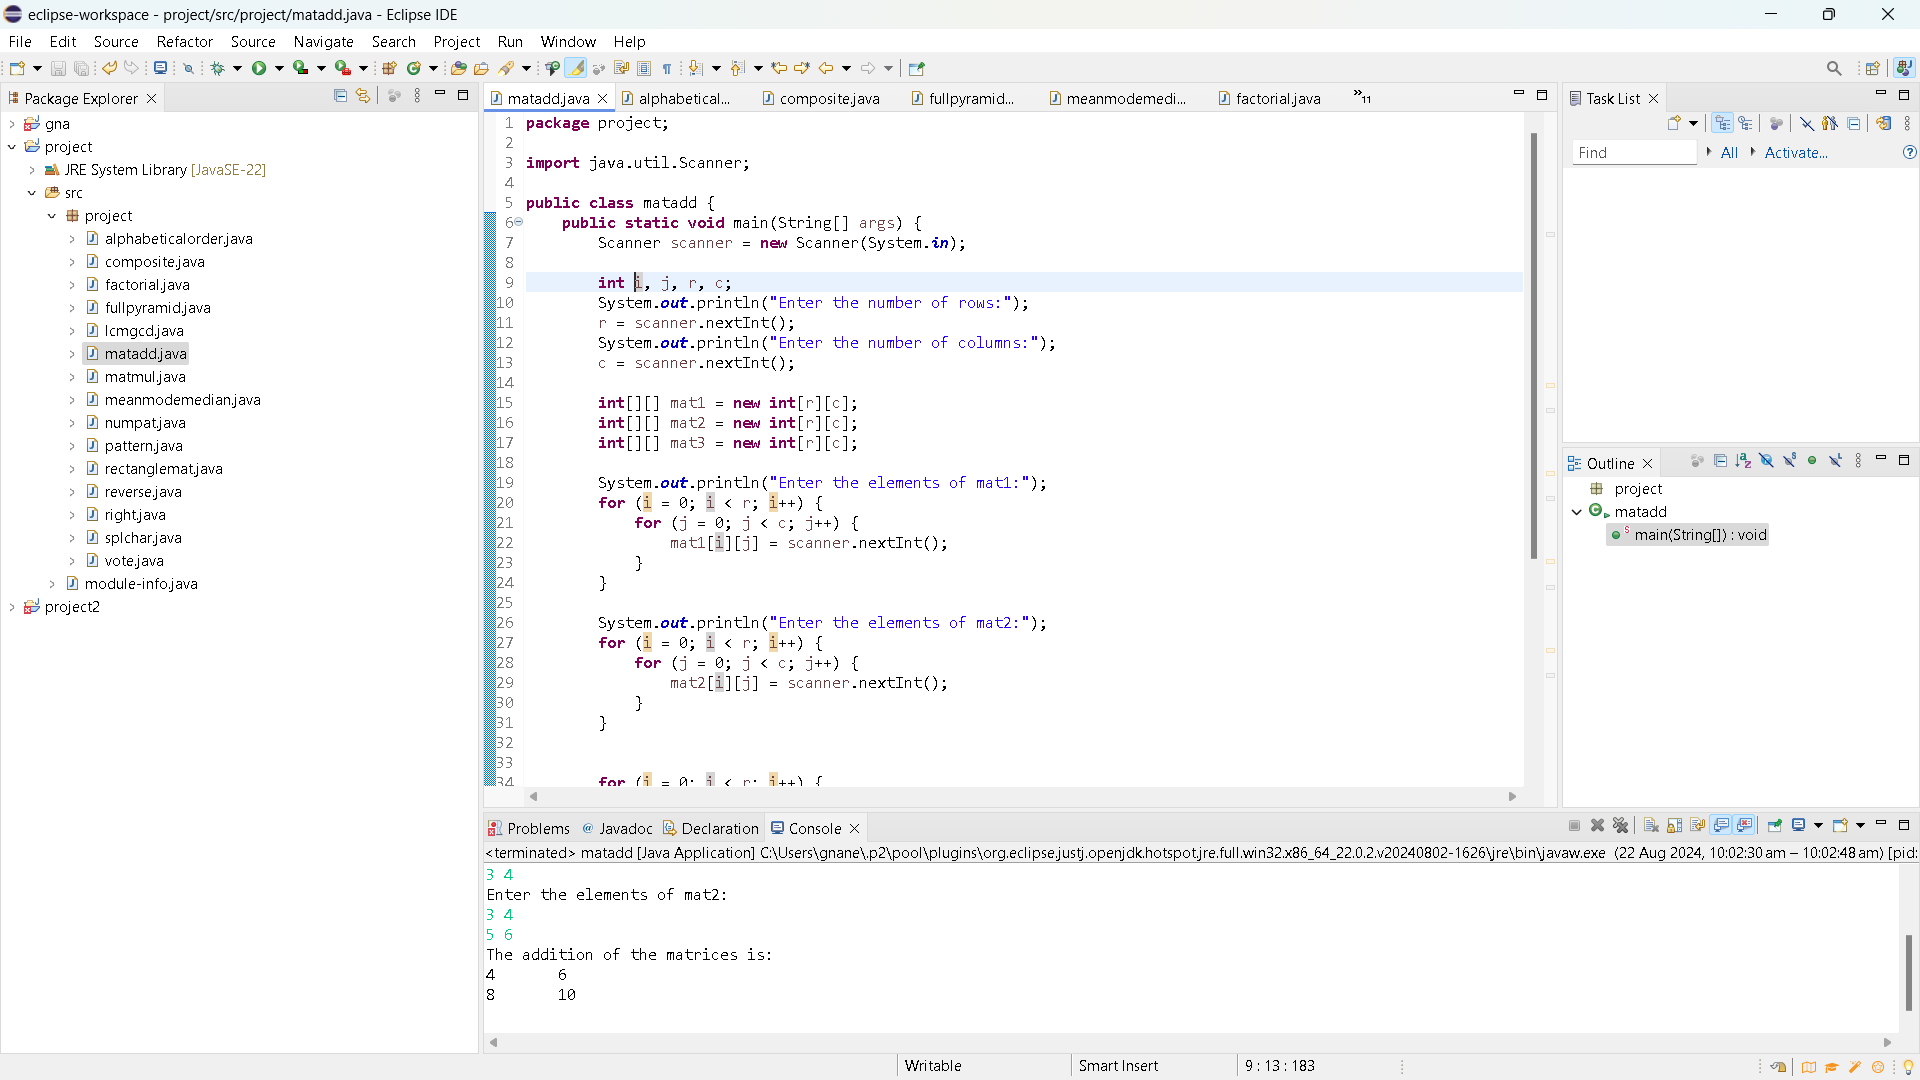 eclipse-workspace - project/src/project/matadd.java - Eclipse IDE
File Edit Source Refactor Source Navigate Search Project Run Window Help
Package Explorer
gna
project
JRE System Library [JavaSE-22]
src
project
alphabeticalorder.java
composite.java
factorial.java
fullpyramid.java
lcmgcd.java
matadd.java
matmul.java
meanmodemedian.java
numpat.java
pattern.java
rectanglemat.java
reverse.java
right.java
splchar.java
vote.java
module-info.java
project2
matadd.java alphabetical... composite.java fullpyramid... meanmodemedi... factorial.java »11
1 package project;
2
3 import java.util.Scanner;
4
5 public class matadd {
6 public static void main(String[] args) {
7 Scanner scanner = new Scanner(System.in);
8
9 int i, j, r, c;
10 System.out.println("Enter the number of rows:");
11 r = scanner.nextInt();
12 System.out.println("Enter the number of columns:");
13 c = scanner.nextInt();
14
15 int[][] mat1 = new int[r][c];
16 int[][] mat2 = new int[r][c];
17 int[][] mat3 = new int[r][c];
18
19 System.out.println("Enter the elements of mat1:");
20 for (i = 0; i < r; i++) {
21 for (j = 0; j < c; j++) {
22 mat1[i][j] = scanner.nextInt();
23 }
24 }
25
26 System.out.println("Enter the elements of mat2:");
27 for (i = 0; i < r; i++) {
28 for (j = 0; j < c; j++) {
29 mat2[i][j] = scanner.nextInt();
30 }
31 }
32
33
34 for (i = 0; i < r; i++) {
Task List
Find All Activate...
Outline
project
matadd
main(String[]) : void
Problems Javadoc Declaration Console
<terminated> matadd [Java Application] C:\Users\gnane\.p2\pool\plugins\org.eclipse.justj.openjdk.hotspot.jre.full.win32.x86_64_22.0.2.v20240802-1626\jre\bin\javaw.exe (22 Aug 2024, 10:02:30 am – 10:02:48 am) [pid:
3 4
Enter the elements of mat2:
3 4
5 6
The addition of the matrices is:
4 6
8 10
Writable Smart Insert 9 : 13 : 183